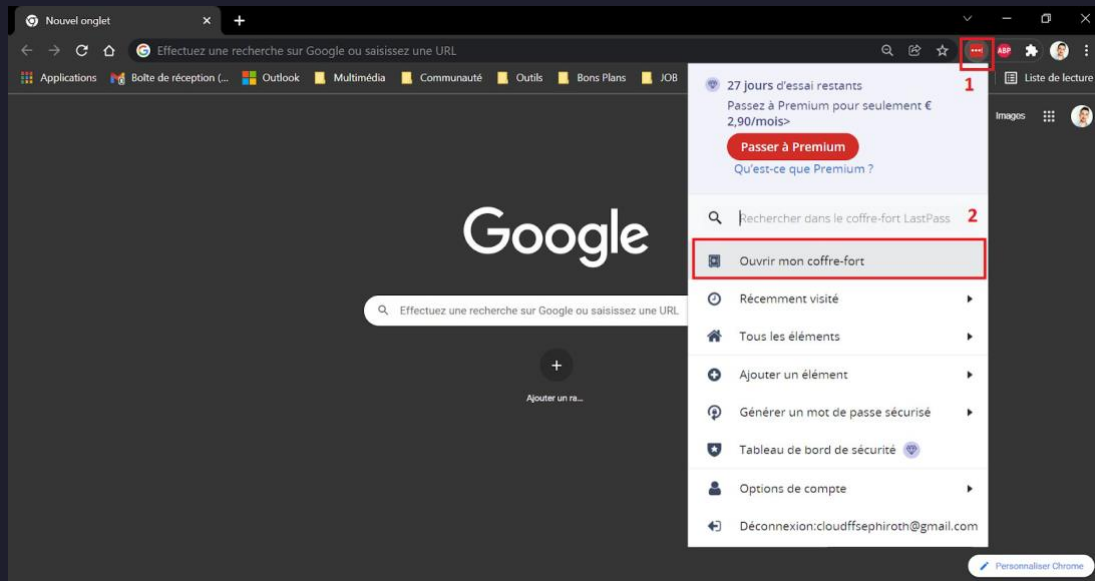 Nouvel onglet
Effectuez une recherche sur Google ou saisissez une URL
ABP
Applications
Boîte de réception (...
Outlook
Multimédia
Communauté
Outils
Bons Plans
JOB
Liste de lecture
1
27 jours d'essai restants
Passez à Premium pour seulement €
2,90/mois>
Passer à Premium
Qu'est-ce que Premium ?
Images
Rechercher dans le coffre-fort LastPass
2
Google
Ouvrir mon coffre-fort
Effectuez une recherche sur Google ou saisissez une URL
Récemment visité
Tous les éléments
Ajouter un élément
Ajouter un ra...
Générer un mot de passe sécurisé
Tableau de bord de sécurité
Options de compte
Déconnexion:cloudffsephiroth@gmail.com
Personnaliser Chrome